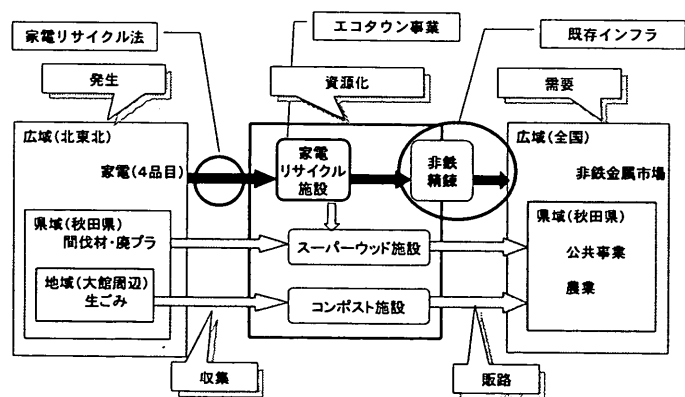 家電リサイクル法
エコタウン事業
既存インフラ
発生
資源化
需要
広域(北東北)
家電(4品目)
家電
リサイクル
施設
非鉄
精錬
広域(全国)
非鉄金属市場
県域(秋田県)
間伐材・廃プラ
スーパーウッド施設
県域(秋田県)
公共事業
農業
地域(大館周辺)
生ごみ
コンポスト施設
収集
販路